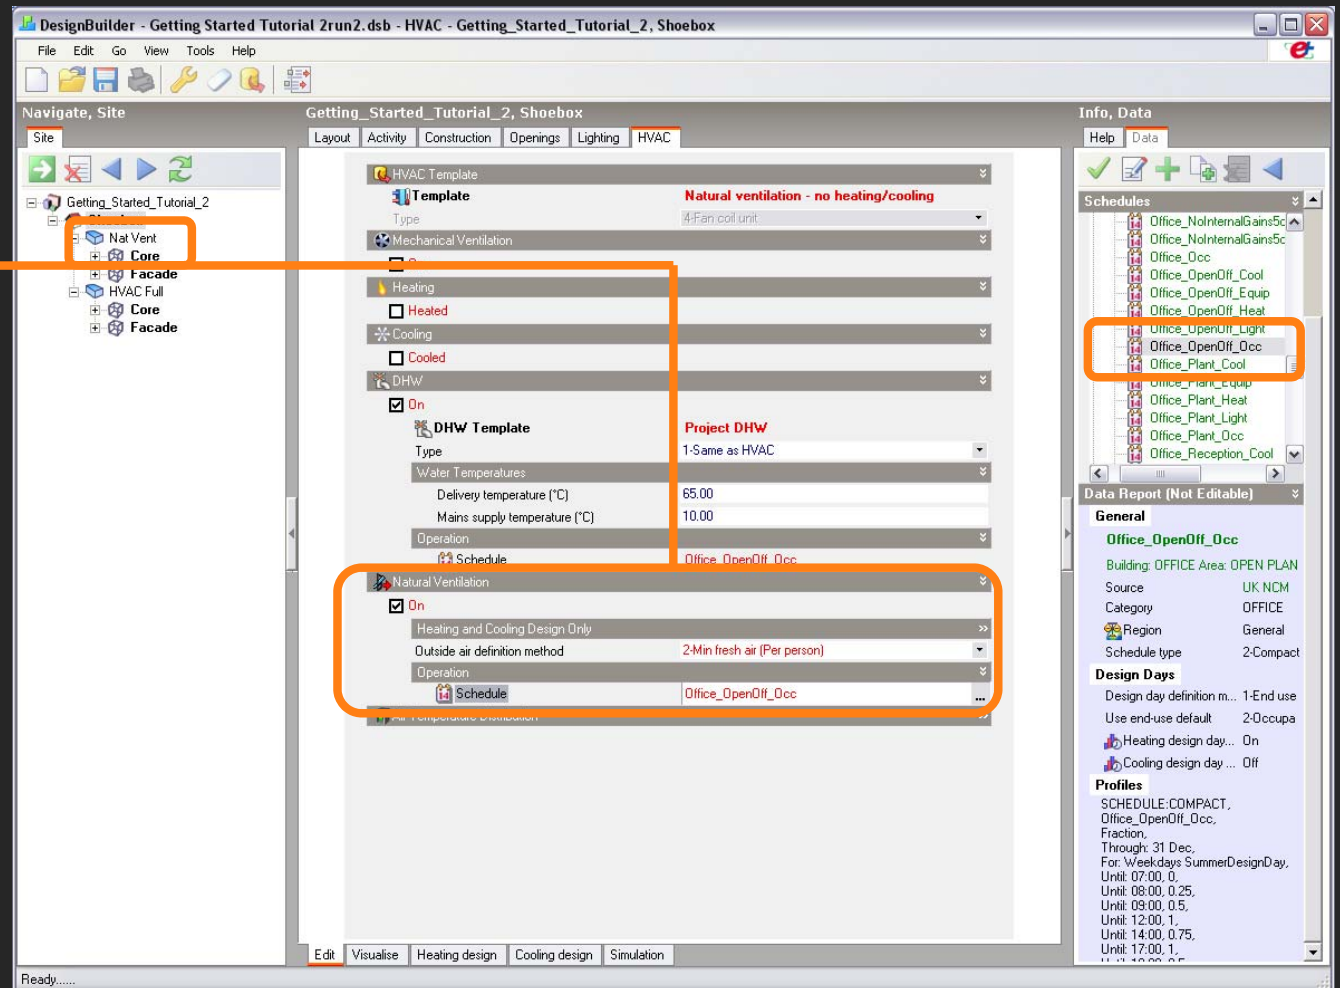 DesignBuilder - Getting Started Tutorial 2run2.dsb - HVAC - Getting_Started_Tutorial_2, Shoebox
File Edit Go View Tools Help
Navigate, Site
Site
Getting_Started_Tutorial_2
Nat Vent
Core
Facade
HVAC Full
Core
Facade
Getting_Started_Tutorial_2, Shoebox
Layout Activity Construction Openings Lighting HVAC
HVAC Template
Template Natural ventilation - no heating/cooling
Type 4-Fan coil unit
Mechanical Ventilation
Heating
Heated
Cooling
Cooled
DHW
On
DHW Template Project DHW
Type 1-Same as HVAC
Water Temperatures
Delivery temperature (°C) 65.00
Mains supply temperature (°C) 10.00
Operation
Schedule Office_OpenOff_Occ
Natural Ventilation
On
Heating and Cooling Design Only
Outside air definition method 2-Min fresh air (Per person)
Operation
Schedule Office_OpenOff_Occ ...
Air Temperature Distribution
Edit Visualise Heating design Cooling design Simulation
Info, Data
Help Data
Schedules
Office_NoInternalGains5c
Office_NoInternalGains5c
Office_Occ
Office_OpenOff_Cool
Office_OpenOff_Equip
Office_OpenOff_Heat
Office_OpenOff_Light
Office_OpenOff_Occ
Office_Plant_Cool
Office_Plant_Equip
Office_Plant_Heat
Office_Plant_Light
Office_Plant_Occ
Office_Reception_Cool
Data Report (Not Editable)
General
Office_OpenOff_Occ
Building: OFFICE Area: OPEN PLAN
Source UK NCM
Category OFFICE
Region General
Schedule type 2-Compact
Design Days
Design day definition m... 1-End use
Use end-use default 2-Occupa
Heating design day... On
Cooling design day ... Off
Profiles
SCHEDULE:COMPACT,
Office_OpenOff_Occ,
Fraction,
Through: 31 Dec,
For: Weekdays SummerDesignDay,
Until: 07:00, 0,
Until: 08:00, 0.25,
Until: 09:00, 0.5,
Until: 12:00, 1,
Until: 14:00, 0.75,
Until: 17:00, 1,
Ready......